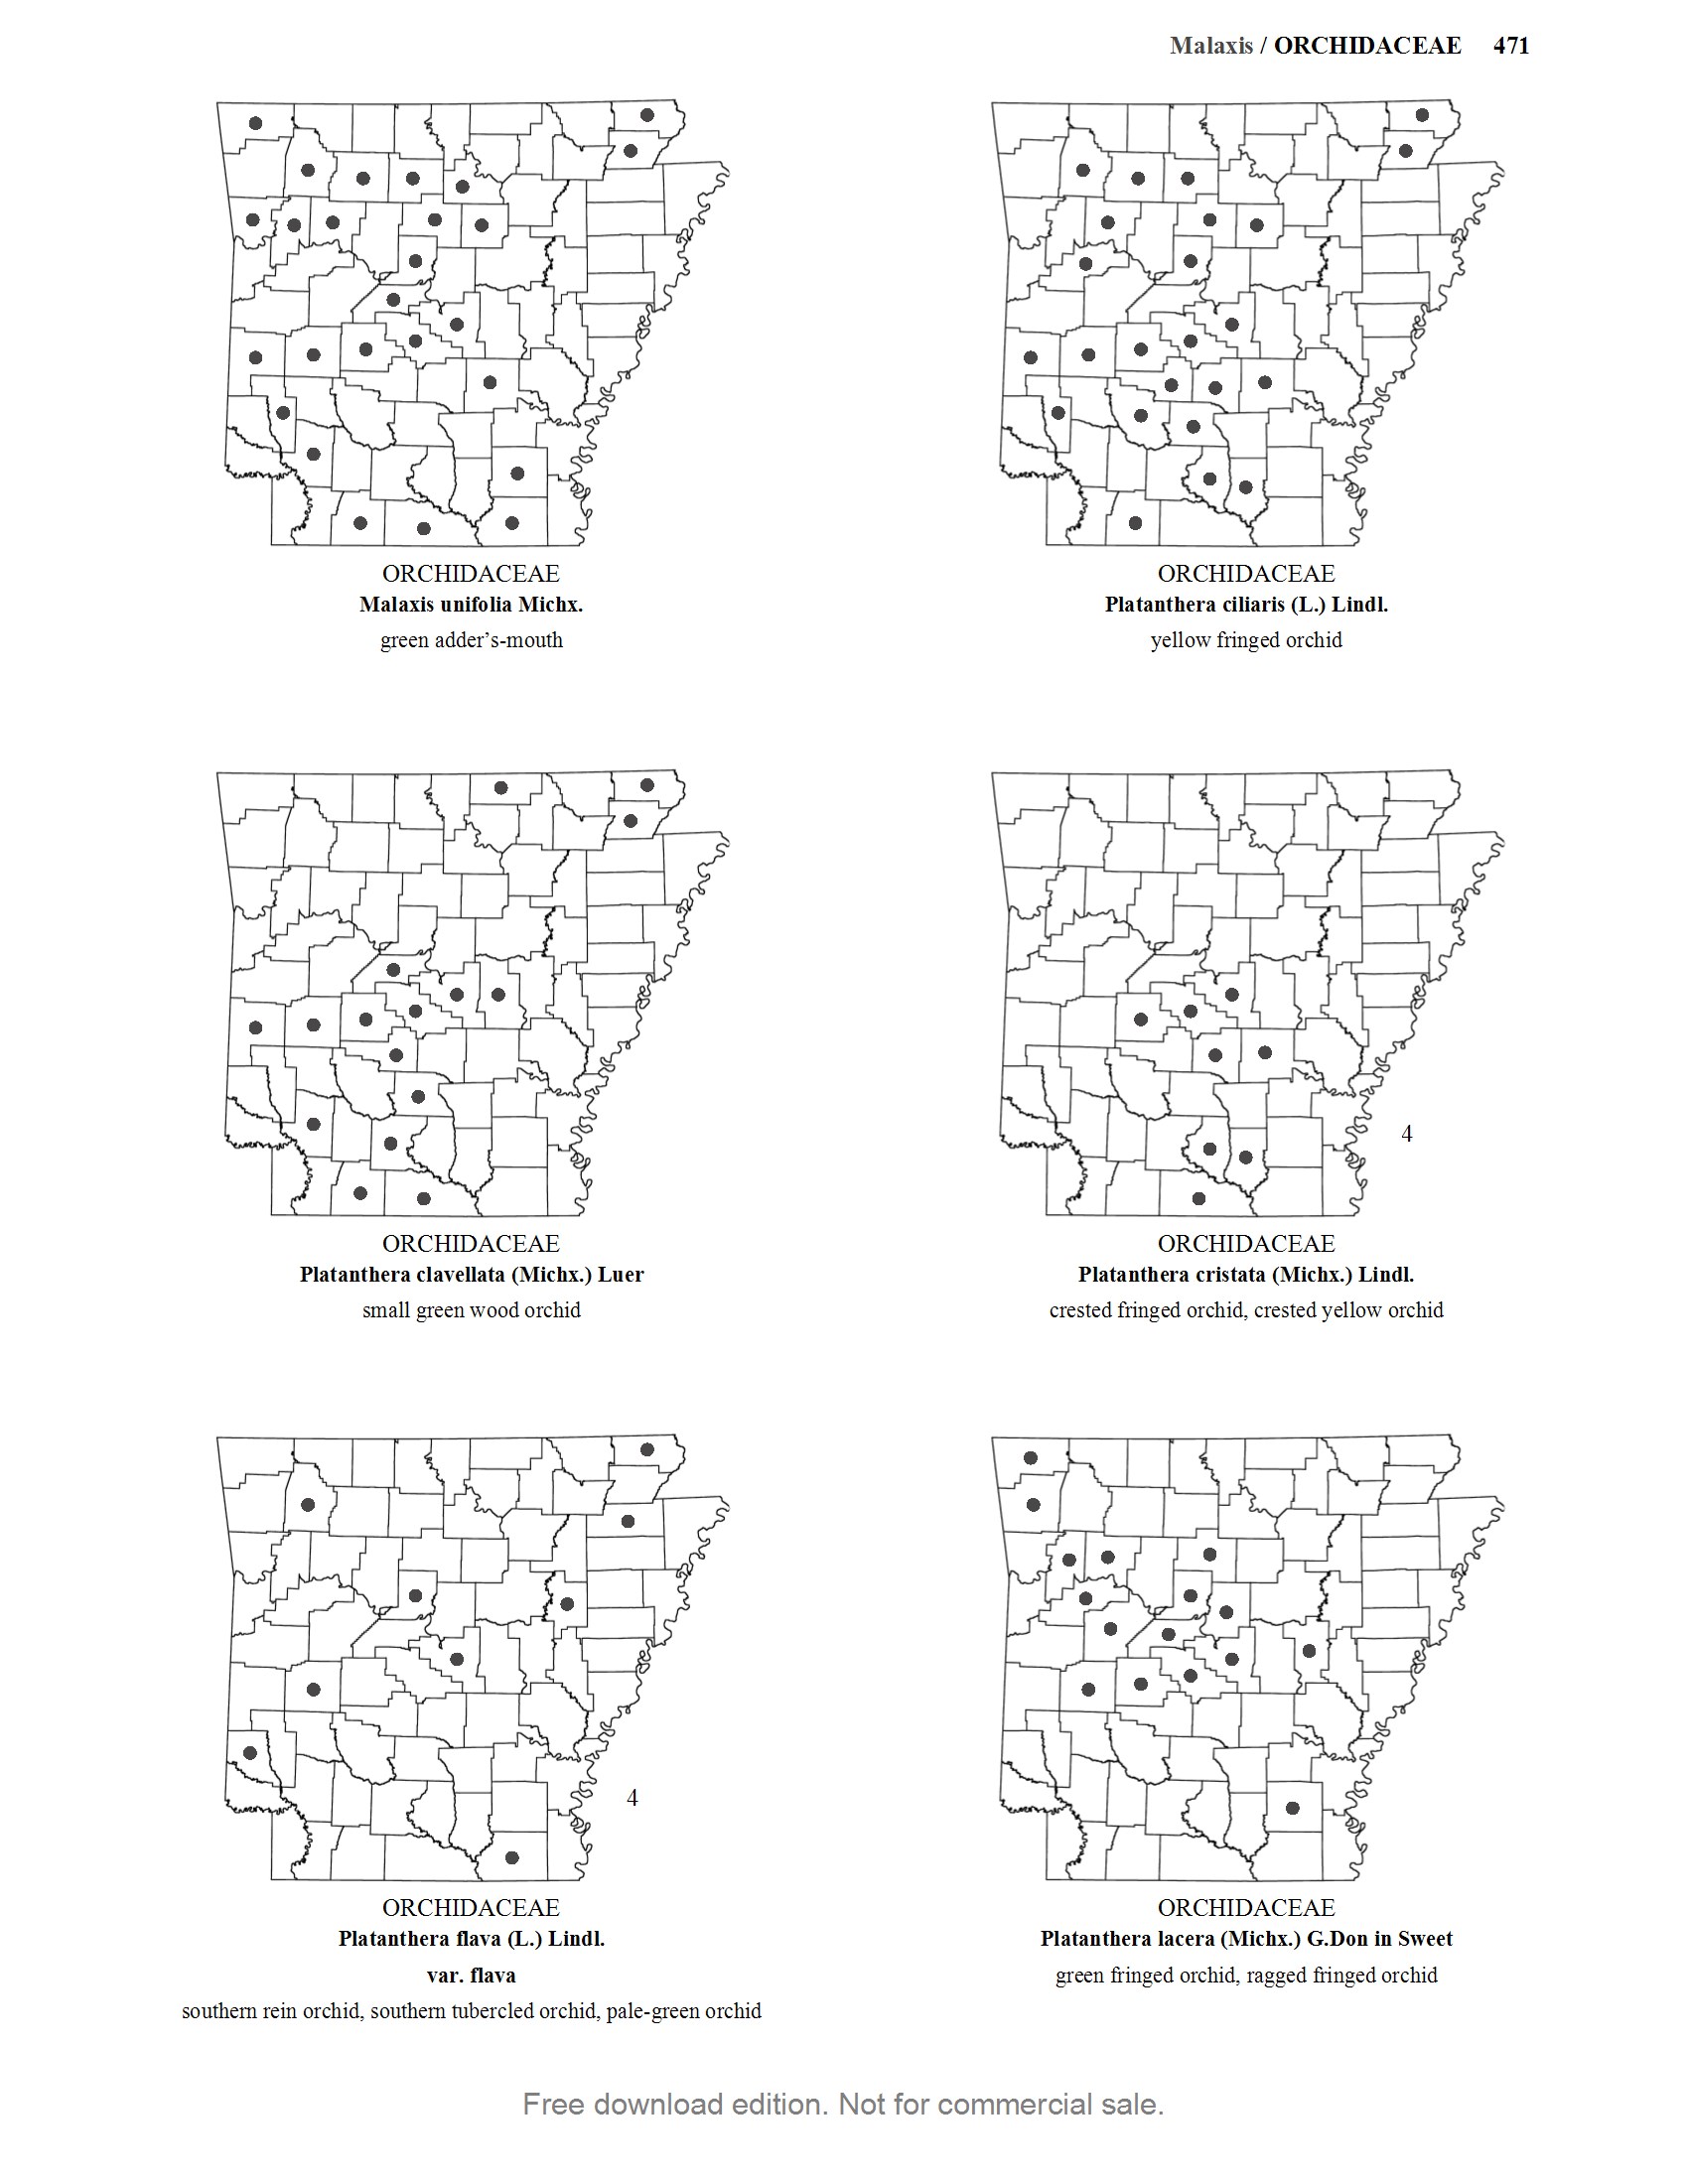 Malaxis / ORCHIDACEAE 471
ORCHIDACEAE
Malaxis unifolia Michx.
green adder’s-mouth
ORCHIDACEAE
Platanthera ciliaris (L.) Lindl.
yellow fringed orchid
ORCHIDACEAE
Platanthera clavellata (Michx.) Luer
small green wood orchid
4
ORCHIDACEAE
Platanthera cristata (Michx.) Lindl.
crested fringed orchid, crested yellow orchid
4
ORCHIDACEAE
Platanthera flava (L.) Lindl.
var. flava
southern rein orchid, southern tubercled orchid, pale-green orchid
ORCHIDACEAE
Platanthera lacera (Michx.) G.Don in Sweet
green fringed orchid, ragged fringed orchid
Free download edition. Not for commercial sale.